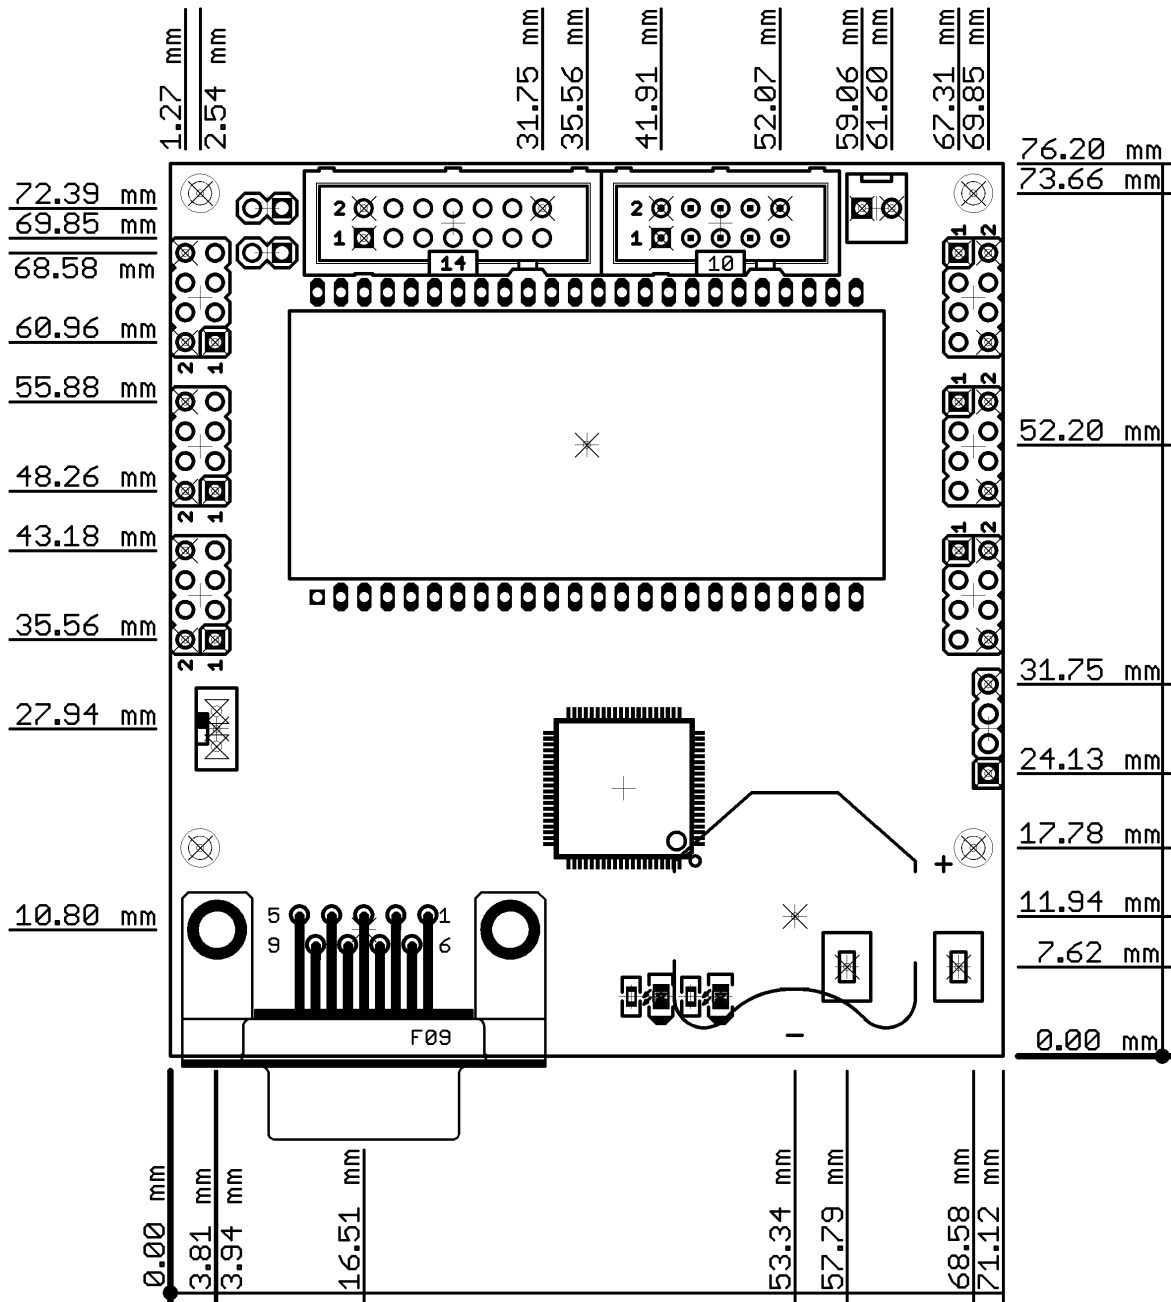 1.27 mm
2.54 mm
31.75 mm
35.56 mm
41.91 mm
52.07 mm
59.06 mm
61.60 mm
67.31 mm
69.85 mm
76.20 mm
73.66 mm
72.39 mm
69.85 mm
68.58 mm
60.96 mm
55.88 mm
48.26 mm
43.18 mm
35.56 mm
27.94 mm
10.80 mm
2
1
14
2
1
10
1 2
2 1
1 2
2 1
1 2
2 1
52.20 mm
31.75 mm
24.13 mm
17.78 mm
11.94 mm
7.62 mm
0.00 mm
+
5 1
9 6
F09
-
0.00 mm
3.81 mm
3.94 mm
16.51 mm
53.34 mm
57.79 mm
68.58 mm
71.12 mm